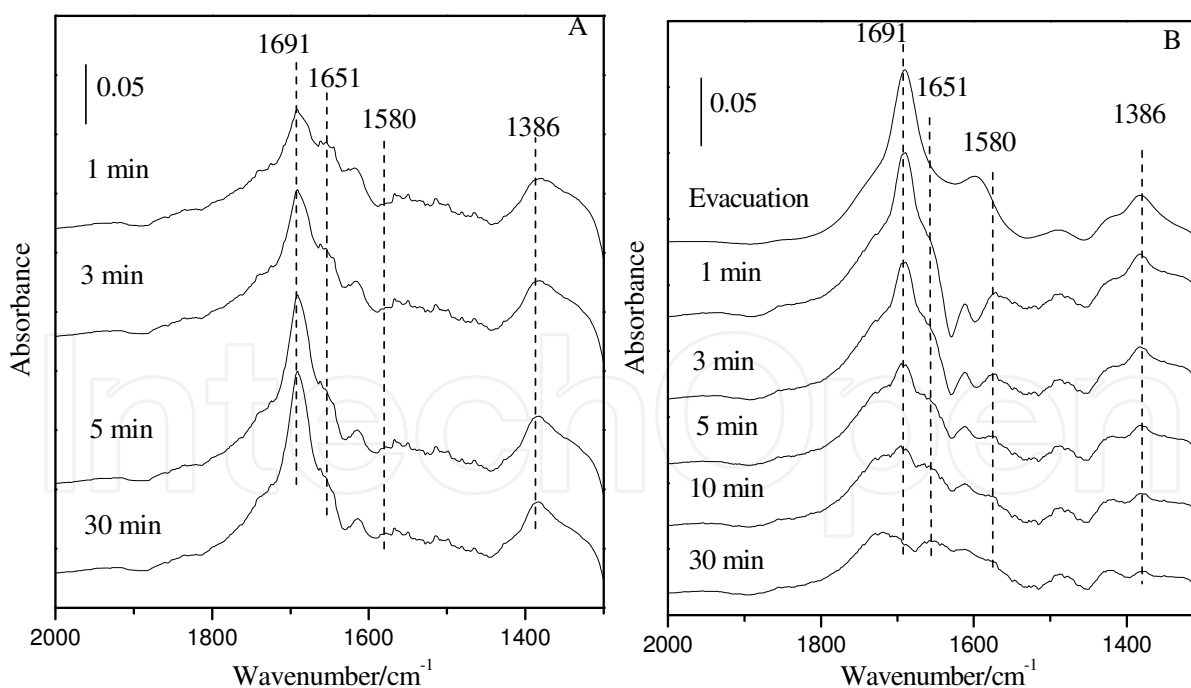 A
1691
1651
1580
1386
0.05
1 min
3 min
5 min
30 min
Absorbance
2000 1800 1600 1400
Wavenumber/cm⁻¹
B
1691
1651
1580
1386
0.05
Evacuation
1 min
3 min
5 min
10 min
30 min
Absorbance
2000 1800 1600 1400
Wavenumber/cm⁻¹
IntechOpen